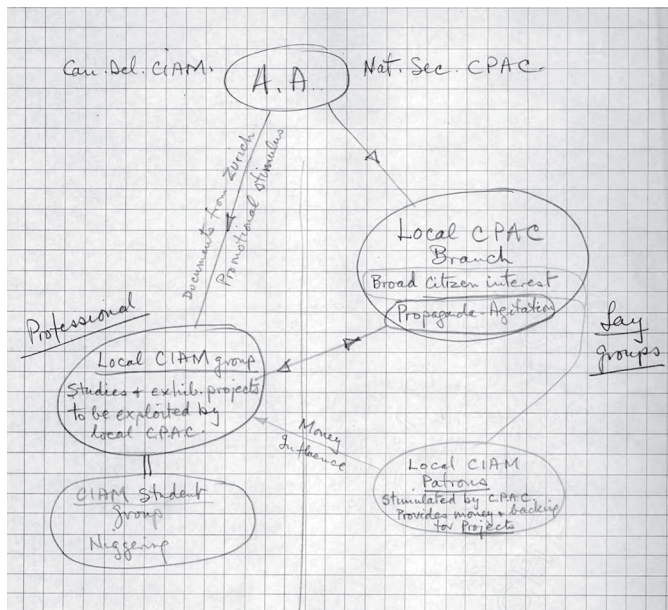 Can. Del. CIAM.
A.A.
Nat. Sec. CPAC.
Documents from Zurich
Promotional stimulus
Local CPAC
Branch
Broad Citizen interest
Propaganda-Agitation
Professional
Lay
groups
Local CIAM group
Studies + exhib. projects
to be exploited by
local C.P.A.C.
Money
Influence
Local CIAM
Patrons
Stimulated by C.P.A.C.
Provides money + backing
for Projects
CIAM Student
group
Niggering